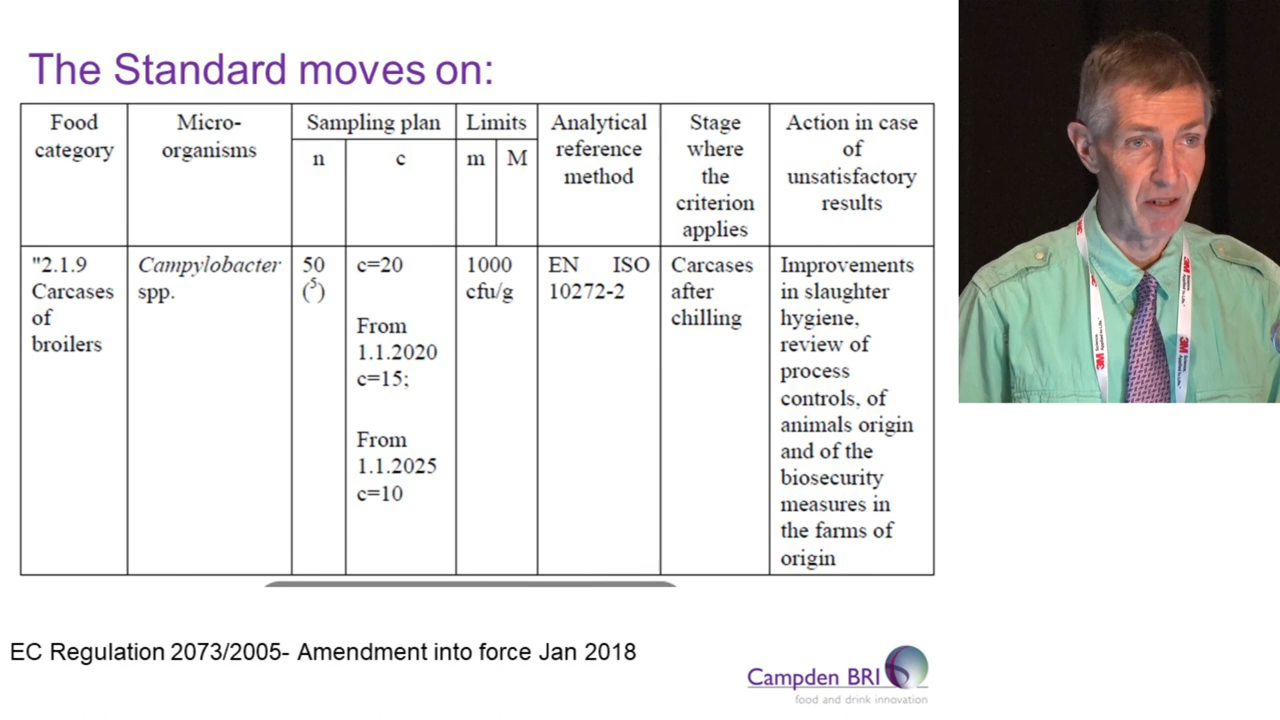 The Standard moves on:
Food category
Micro-organisms
Sampling plan
Limits
Analytical reference method
Stage where the criterion applies
Action in case of unsatisfactory results
n
c
m
M
"2.1.9 Carcases of broilers
Campylobacter spp.
50 (5)
c=20
From 1.1.2020 c=15;
From 1.1.2025 c=10
1000 cfu/g
EN ISO 10272-2
Carcases after chilling
Improvements in slaughter hygiene, review of process controls, of animals origin and of the biosecurity measures in the farms of origin
EC Regulation 2073/2005- Amendment into force Jan 2018
Campden BRI
food and drink innovation
3M
3M